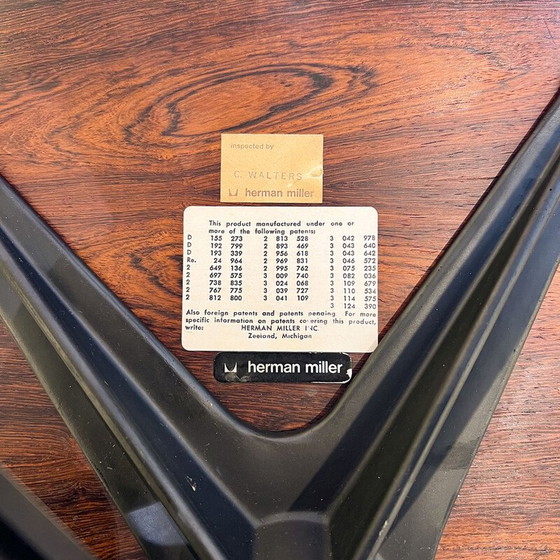 inspected by
C. WALTERS
herman miller
This product manufactured under one or
more of the following patents:
D 155 273 2 813 528 3 042 978
D 192 799 2 893 469 3 043 640
D 193 339 2 956 618 3 043 642
Re. 24 964 2 969 831 3 046 572
2 649 136 2 995 762 3 075 235
2 697 575 3 009 740 3 082 036
2 738 835 3 024 068 3 109 679
2 767 775 3 039 727 3 110 534
2 812 800 3 041 109 3 114 575
3 124 390
Also foreign patents and patents pending. For more
specific information on patents covering this product,
write: HERMAN MILLER INC.
Zeeland, Michigan
herman miller